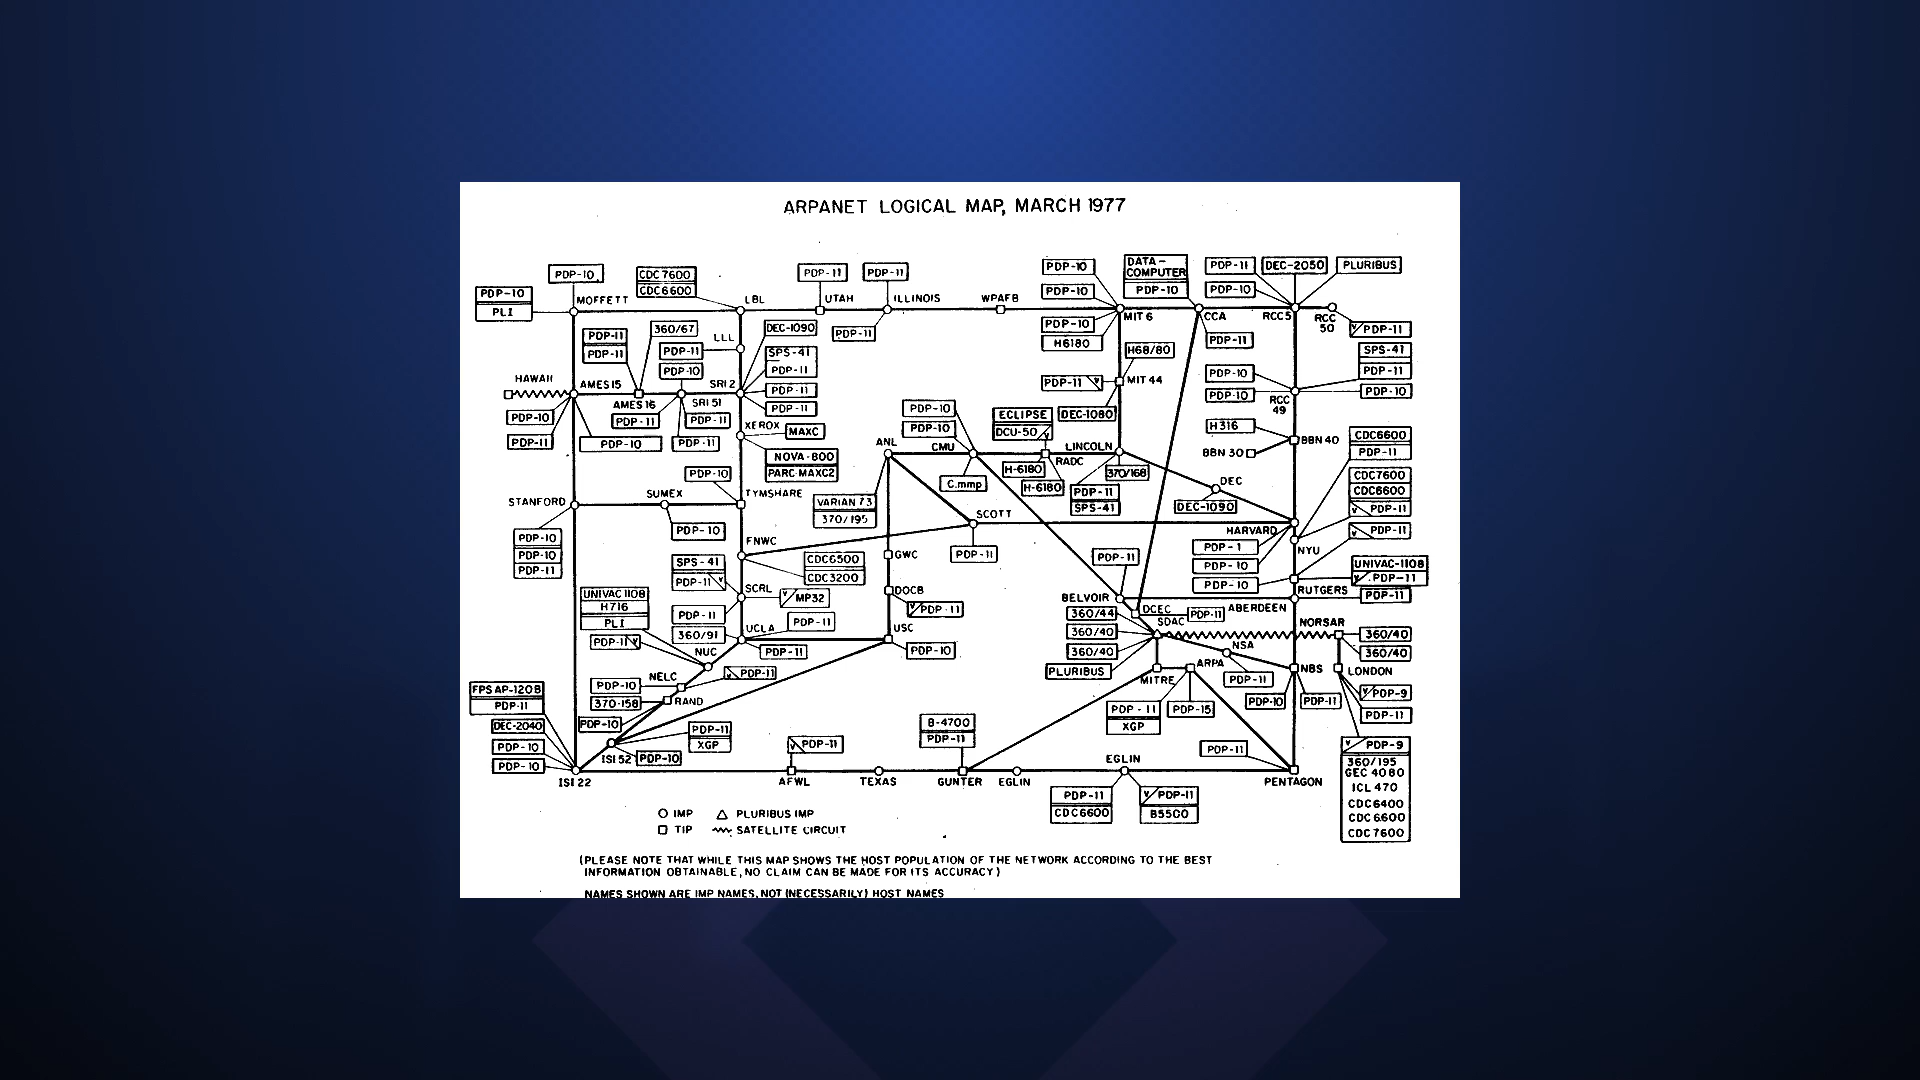 ARPANET LOGICAL MAP, MARCH 1977
PDP-10
CDC7600
CDC6600
PDP-11
PDP-11
PDP-10
PDP-10
DATA-
COMPUTER
PDP-10
PDP-11
PDP-10
DEC-2050
PLURIBUS
PDP-10
PLI
MOFFETT
LBL
UTAH
ILLINOIS
WPAFB
MIT 6
CCA
RCC5
RCC
50
PDP-11
PDP-11
PDP-11
360/67
LLL
PDP-11
PDP-10
DEC-1090
SPS-41
PDP-11
PDP-11
PDP-11
PDP-11
PDP-10
H6180
H68/80
PDP-11
SPS-41
PDP-11
PDP-10
PDP-10
PDP-10
RCC
49
HAWAII
AMES15
AMES16
SRI 51
SRI 2
PDP-10
PDP-11
PDP-10
PDP-11
PDP-11
PDP-11
XEROX
MAXC
NOVA-800
PARC-MAXC2
PDP-11 V
MIT 44
DEC-1080
PDP-10
PDP-10
ECLIPSE
DCU-50
ANL
CMU
RADC
LINCOLN
C.mmp
H-6180
H-6180
370/168
PDP-11
SPS-41
H316
BBN 40
BBN 30
CDC6600
PDP-11
CDC7600
CDC6600
V PDP-11
V PDP-11
STANFORD
SUMEX
TYMSHARE
PDP-10
PDP-10
PDP-10
PDP-10
PDP-11
VARIAN 73
370/195
SCOTT
PDP-11
DEC
DEC-1090
HARVARD
PDP-1
PDP-10
PDP-10
NYU
RUTGERS
UNIVAC-1108
V PDP-11
PDP-11
FNWC
CDC6500
CDC3200
SPS-41
PDP-11 V
SCRL
V MP32
GWC
DOCB
V PDP-11
UNIVAC 1108
H716
PLI
PDP-11 V
PDP-11
360/91
UCLA
PDP-11
PDP-11
USC
PDP-10
BELVOIR
PDP-11
360/44
360/40
360/40
PLURIBUS
DCEC
PDP-11
SDAC
ABERDEEN
NORSAR
360/40
360/40
LONDON
V PDP-9
PDP-11
NUC
NELC
V PDP-11
PDP-10
370-158
RAND
PDP-10
MITRE
ARPA
NSA
PDP-11
NBS
PDP-10
PDP-11
PDP-11
XGP
PDP-15
FPS AP-120B
PDP-11
DEC-2040
PDP-10
PDP-10
ISI 52
PDP-10
PDP-11
XGP
V PDP-11
B-4700
PDP-11
PDP-11
V PDP-9
360/195
GEC 4080
ICL 470
CDC6400
CDC6600
CDC7600
ISI 22
AFWL
TEXAS
GUNTER
EGLIN
EGLIN
PENTAGON
PDP-11
CDC6600
V PDP-11
B5500
IMP
PLURIBUS IMP
TIP
SATELLITE CIRCUIT
(PLEASE NOTE THAT WHILE THIS MAP SHOWS THE HOST POPULATION OF THE NETWORK ACCORDING TO THE BEST
INFORMATION OBTAINABLE, NO CLAIM CAN BE MADE FOR ITS ACCURACY)
NAMES SHOWN ARE IMP NAMES, NOT (NECESSARILY) HOST NAMES